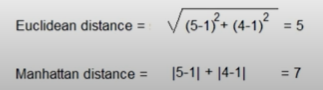 Euclidean distance = √(5-1)²+ (4-1)² = 5
Manhattan distance = |5-1| + |4-1| = 7